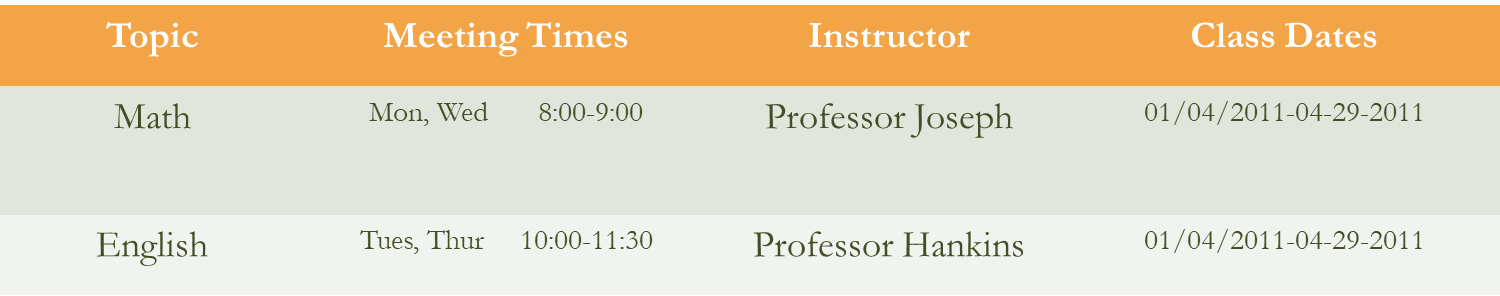 Topic Meeting Times Instructor Class Dates
Math Mon, Wed 8:00-9:00 Professor Joseph 01/04/2011-04-29-2011
English Tues, Thur 10:00-11:30 Professor Hankins 01/04/2011-04-29-2011